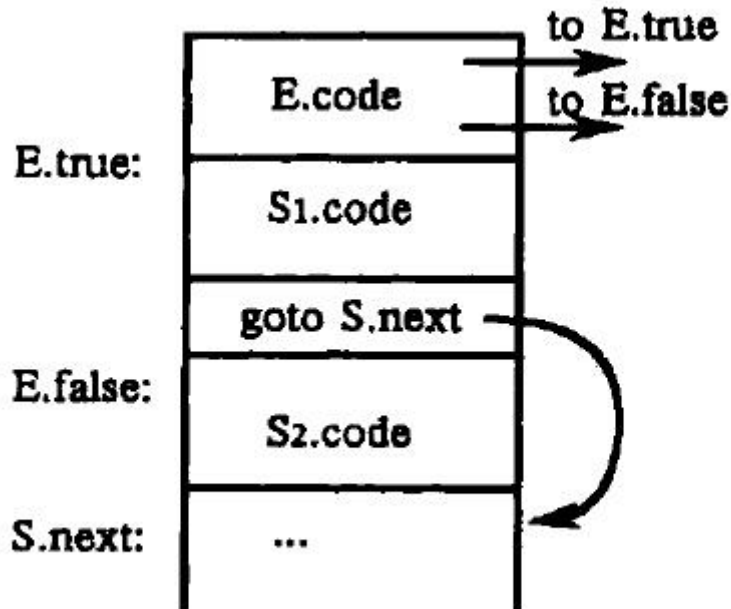 to E.true
E.code
to E.false
E.true:
S1.code
goto S.next
E.false:
S2.code
S.next:
...